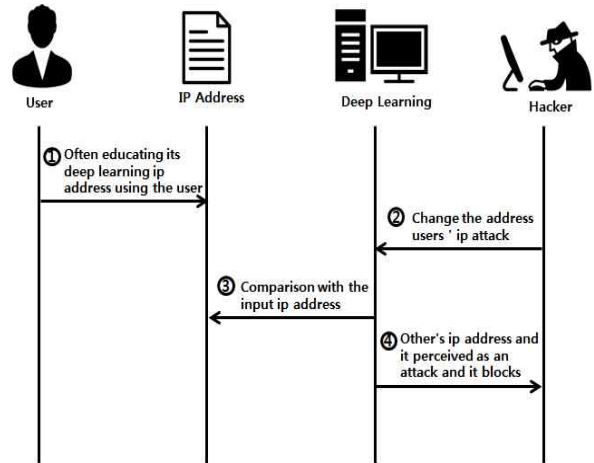 User
IP Address
Deep Learning
Hacker
① Often educating its
deep learning ip
address using the user
② Change the address
users ' ip attack
③ Comparison with the
input ip address
④ Other's ip address and
it perceived as an
attack and it blocks